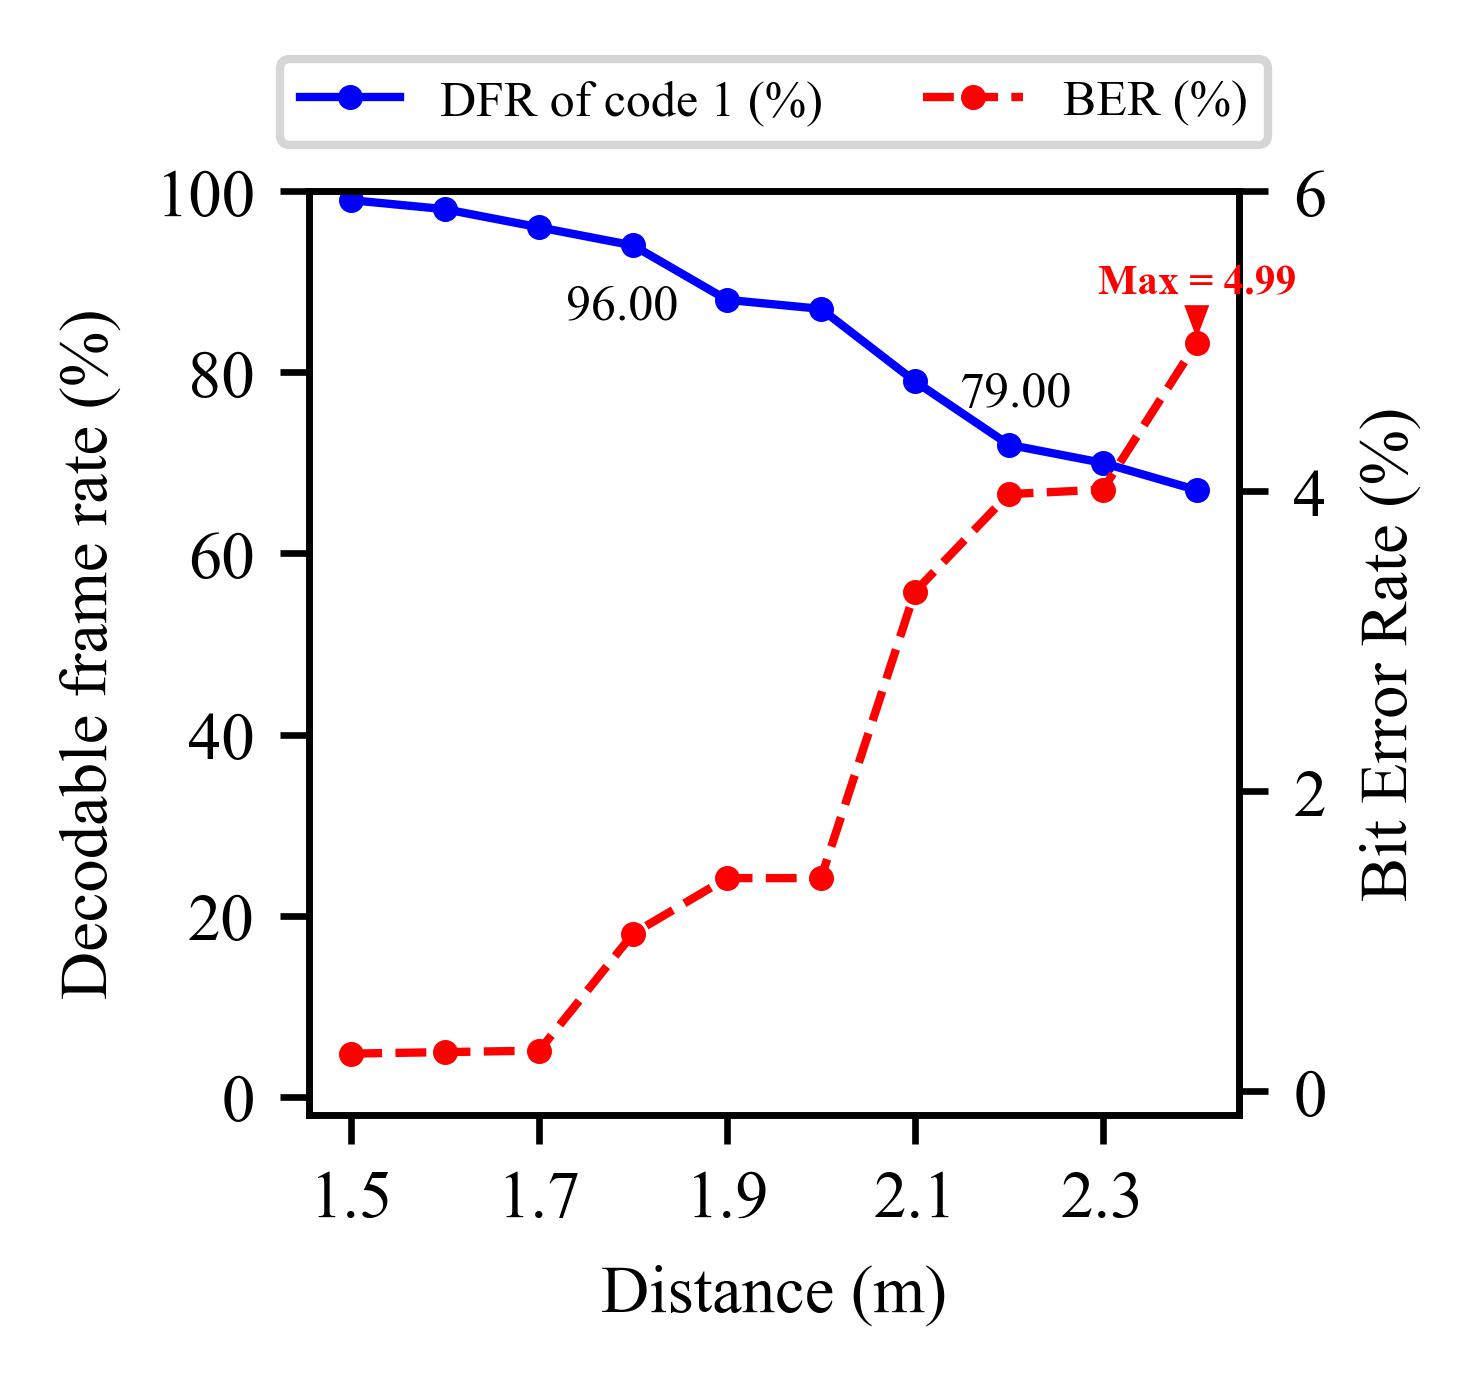 DFR of code 1 (%)
BER (%)
100
80
60
40
20
0
Decodable frame rate (%)
96.00
79.00
Max = 4.99
6
4
2
0
Bit Error Rate (%)
1.5
1.7
1.9
2.1
2.3
Distance (m)